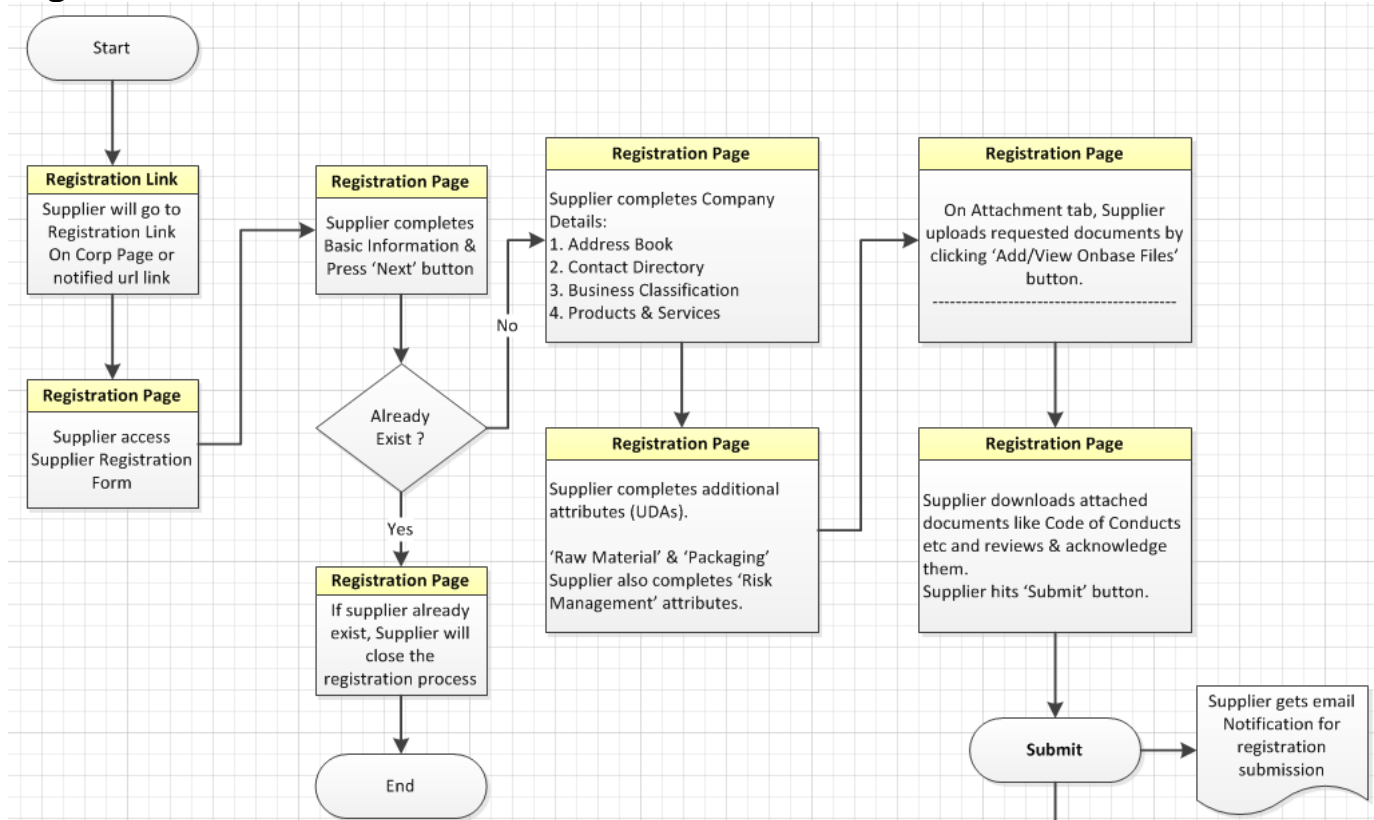 Start
Registration Link
Supplier will go to
Registration Link
On Corp Page or
notified url link
Registration Page
Supplier access
Supplier Registration
Form
Registration Page
Supplier completes
Basic Information &
Press ‘Next’ button
Already
Exist ?
No
Yes
Registration Page
If supplier already
exist, Supplier will
close the
registration process
End
Registration Page
Supplier completes Company
Details:
1. Address Book
2. Contact Directory
3. Business Classification
4. Products & Services
Registration Page
Supplier completes additional
attributes (UDAs).
‘Raw Material’ & ‘Packaging’
Supplier also completes ‘Risk
Management’ attributes.
Registration Page
On Attachment tab, Supplier
uploads requested documents by
clicking ‘Add/View Onbase Files’
button.
------------------------------------------
Registration Page
Supplier downloads attached
documents like Code of Conducts
etc and reviews & acknowledge
them.
Supplier hits ‘Submit’ button.
Submit
Supplier gets email
Notification for
registration
submission